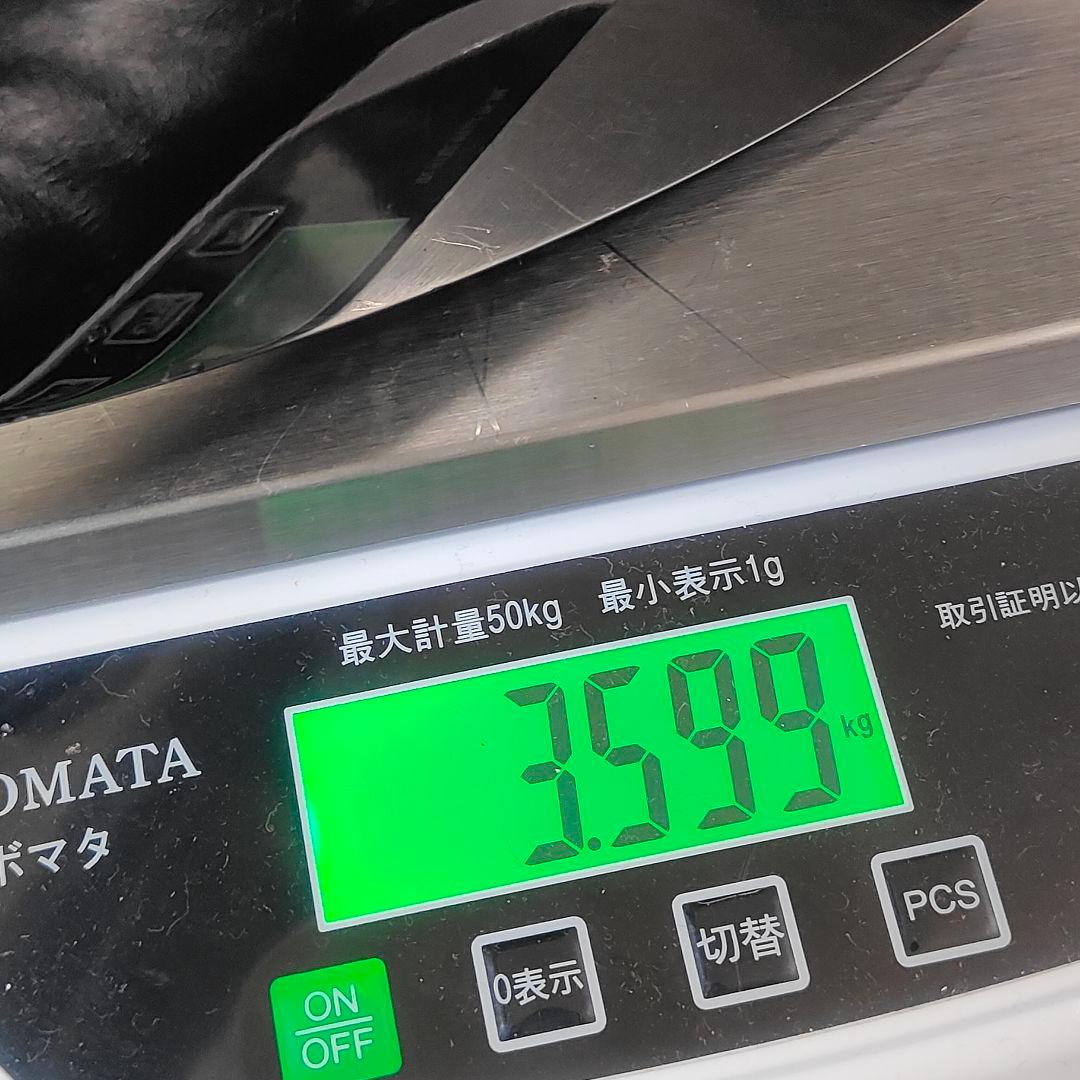 最大計量50kg 最小表示1g
取引証明以
3.599 kg
OMATA
ボマタ
ON
OFF
0表示
切替
PCS